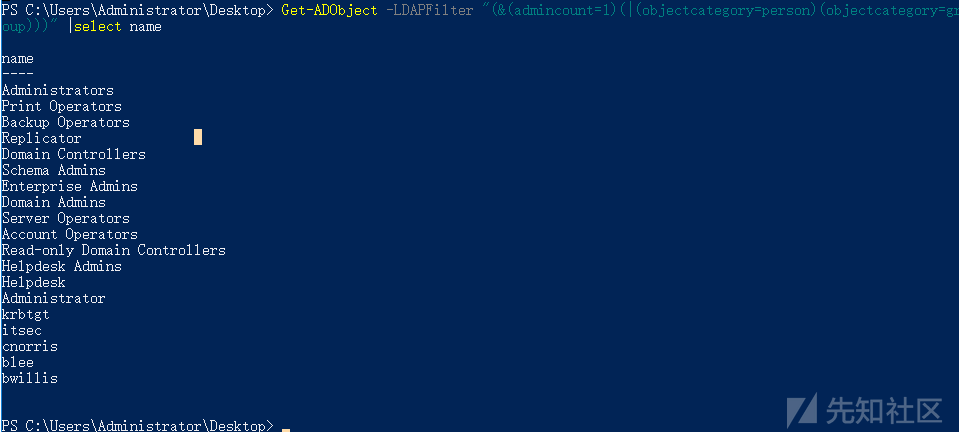 PS C:\Users\Administrator\Desktop> Get-ADObject -LDAPFilter "(&(admincount=1)(|(objectcategory=person)(objectcategory=gr
oup)))" |select name
name
----
Administrators
Print Operators
Backup Operators
Replicator
Domain Controllers
Schema Admins
Enterprise Admins
Domain Admins
Server Operators
Account Operators
Read-only Domain Controllers
Helpdesk Admins
Helpdesk
Administrator
krbtgt
itsec
cnorris
blee
bwillis
PS C:\Users\Administrator\Desktop>
先知社区